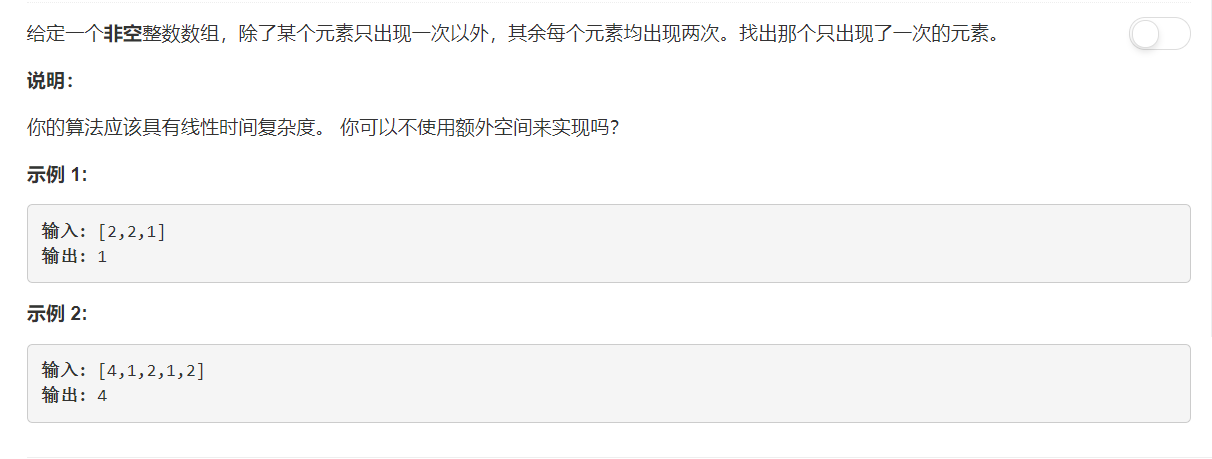 给定一个非空整数数组，除了某个元素只出现一次以外，其余每个元素均出现两次。找出那个只出现了一次的元素。
说明：
你的算法应该具有线性时间复杂度。 你可以不使用额外空间来实现吗？
示例 1:
输入: [2,2,1]
输出: 1
示例 2:
输入: [4,1,2,1,2]
输出: 4